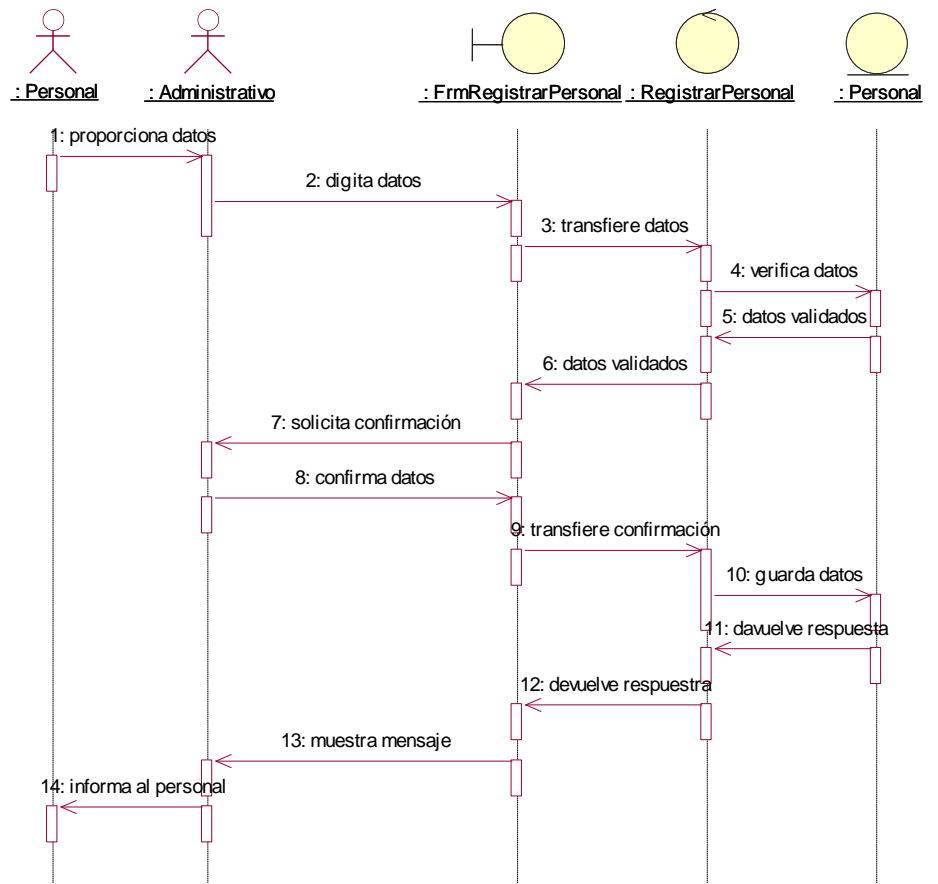 : Personal
: Administrativo
: FrmRegistrarPersonal
: RegistrarPersonal
: Personal
1: proporciona datos
2: digita datos
3: transfiere datos
4: verifica datos
5: datos validados
6: datos validados
7: solicita confirmación
8: confirma datos
9: transfiere confirmación
10: guarda datos
11: davuelve respuesta
12: devuelve respuestra
13: muestra mensaje
14: informa al personal